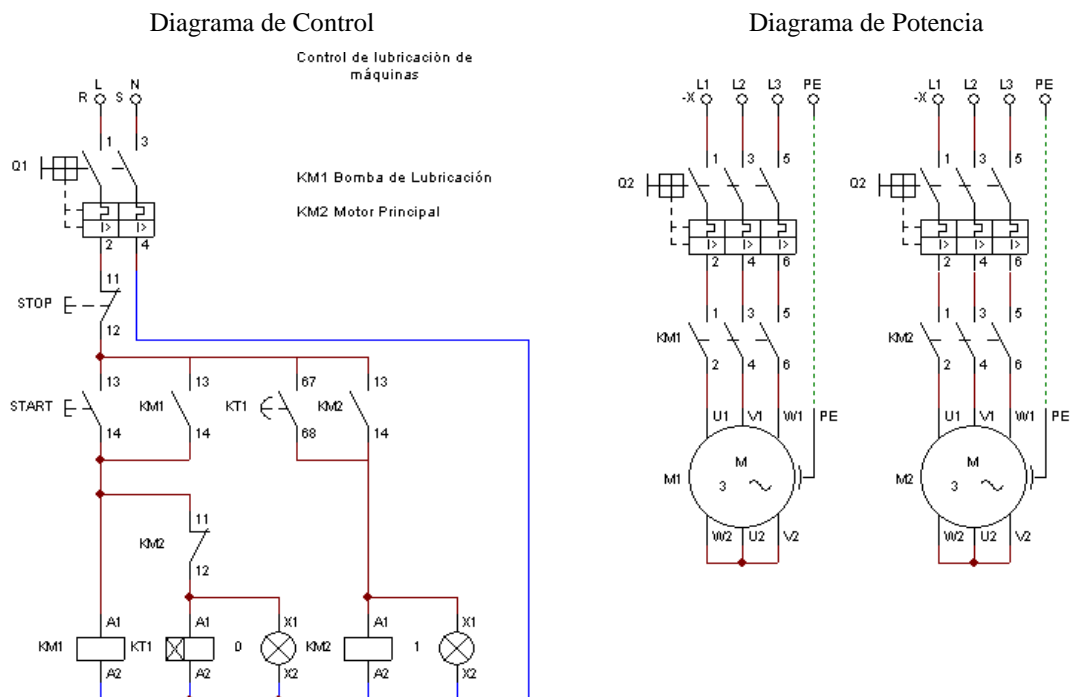 Diagrama de Control
Diagrama de Potencia
Control de lubricación de
máquinas
L N
R S
1 3
Q1
I> I>
2 4
KM1 Bomba de Lubricación
KM2 Motor Principal
11
STOP
12
13 13 67 13
START KM1 KT1 KM2
14 14 68 14
11
KM2
12
A1 A1 X1 A1 X1
KM1 KT1 0 KM2 1
A2 A2 X2 A2 X2
L1 L2 L3 PE
-X
1 3 5
Q2
I> I> I>
2 4 6
1 3 5
KM1
2 4 6
U1 V1 W1 PE
M
M1 3
W2 U2 V2
L1 L2 L3 PE
-X
1 3 5
Q2
I> I> I>
2 4 6
1 3 5
KM2
2 4 6
U1 V1 W1 PE
M
M2 3
W2 U2 V2